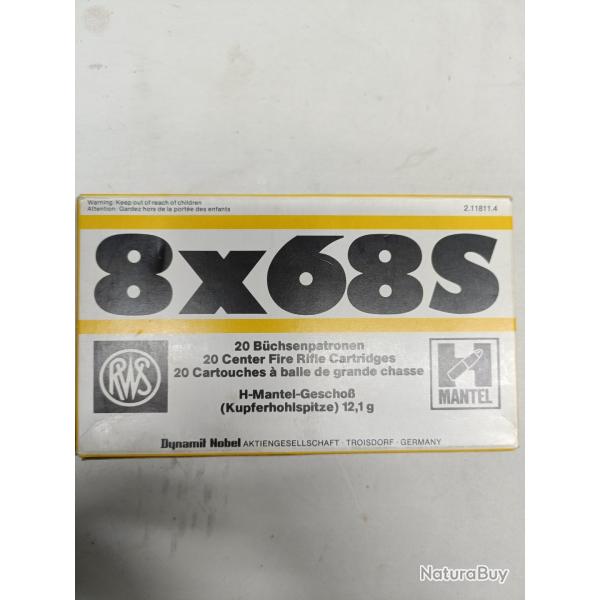 Warning: Keep out of reach of children
Attention: Gardez hors de la portée des enfants
2.11811.4
8x68S
20 Büchsenpatronen
20 Center Fire Rifle Cartridges
20 Cartouches à balle de grande chasse
H-Mantel-Geschoß
(Kupferhohlspitze) 12,1 g
RWS
H
MANTEL
Dynamit Nobel AKTIENGESELLSCHAFT · TROISDORF · GERMANY
NaturaBuy